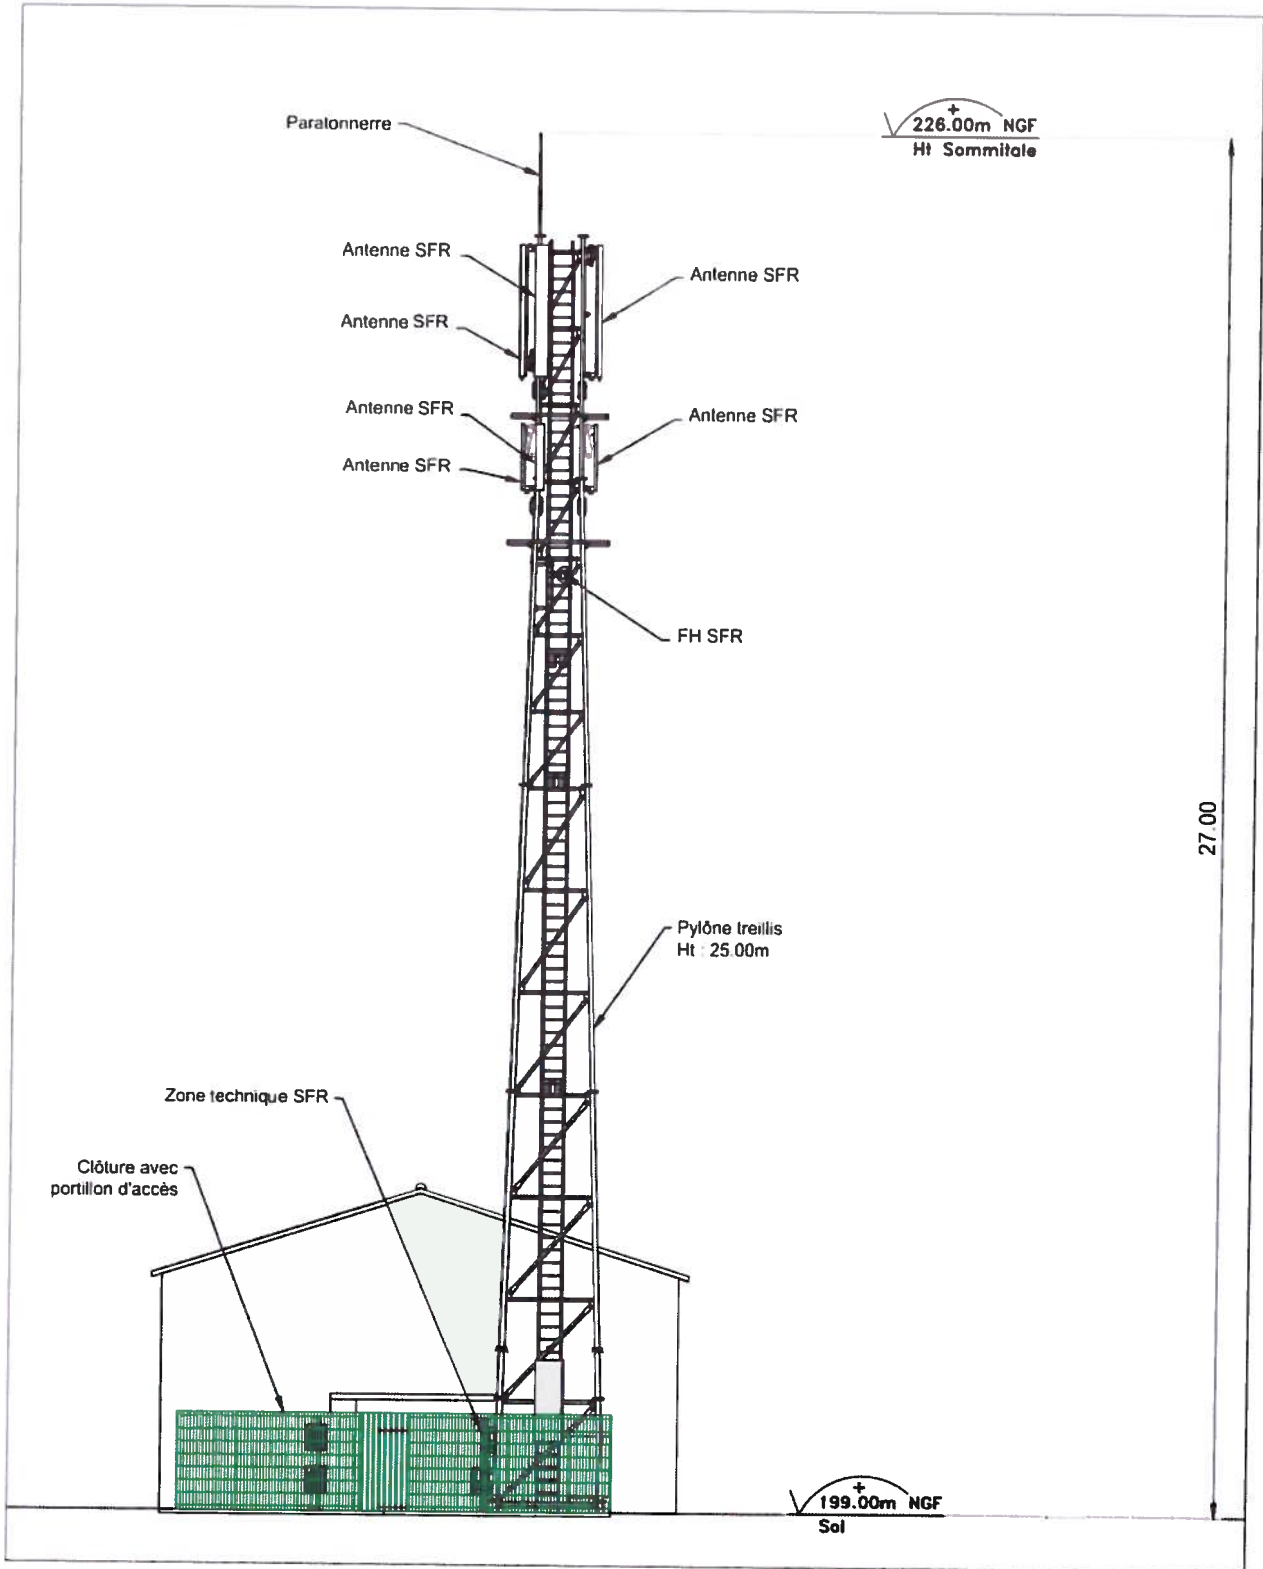 Paratonnerre
+
226.00m NGF
Ht Sommitale
Antenne SFR
Antenne SFR
Antenne SFR
Antenne SFR
Antenne SFR
Antenne SFR
FH SFR
27.00
Pylône treillis
Ht : 25.00m
Zone technique SFR
Clôture avec
portillon d'accès
+
199.00m NGF
Sol